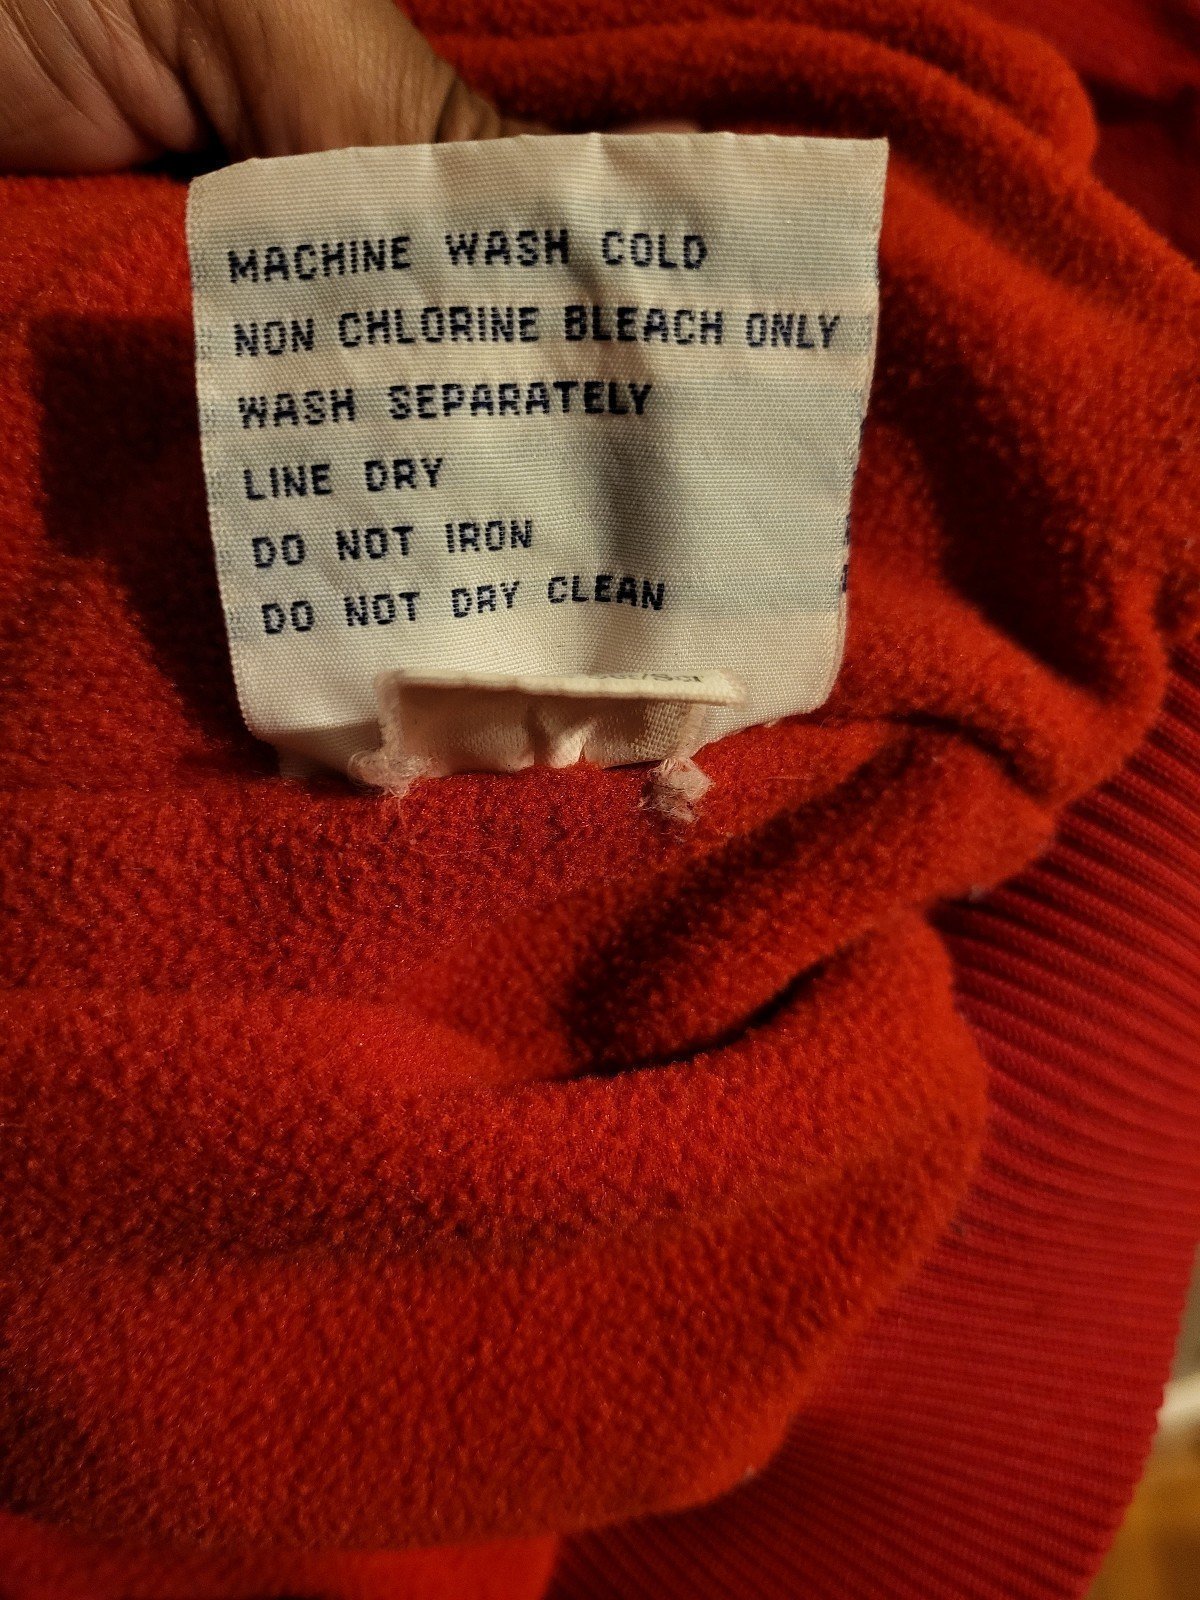 MACHINE WASH COLD
NON CHLORINE BLEACH ONLY
WASH SEPARATELY
LINE DRY
DO NOT IRON
DO NOT DRY CLEAN